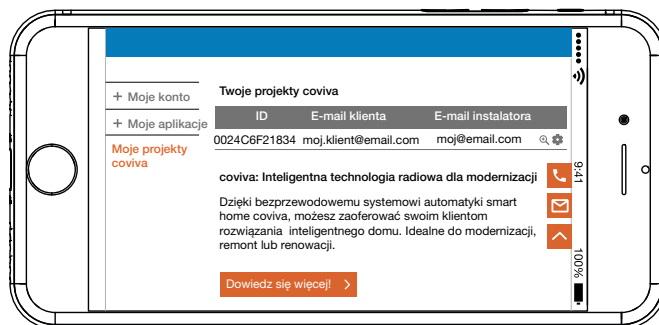 + Moje konto
+ Moje aplikacje
Moje projekty
coviva
Twoje projekty coviva
ID E-mail klienta E-mail instalatora
0024C6F21834 moj.klient@email.com moj@email.com
coviva: Inteligentna technologia radiowa dla modernizacji
Dzięki bezprzewodowemu systemowi automatyki smart
home coviva, możesz zaoferować swoim klientom
rozwiązania inteligentnego domu. Idealne do modernizacji,
remont lub renowacji.
Dowiedz się więcej!
9:41
100%